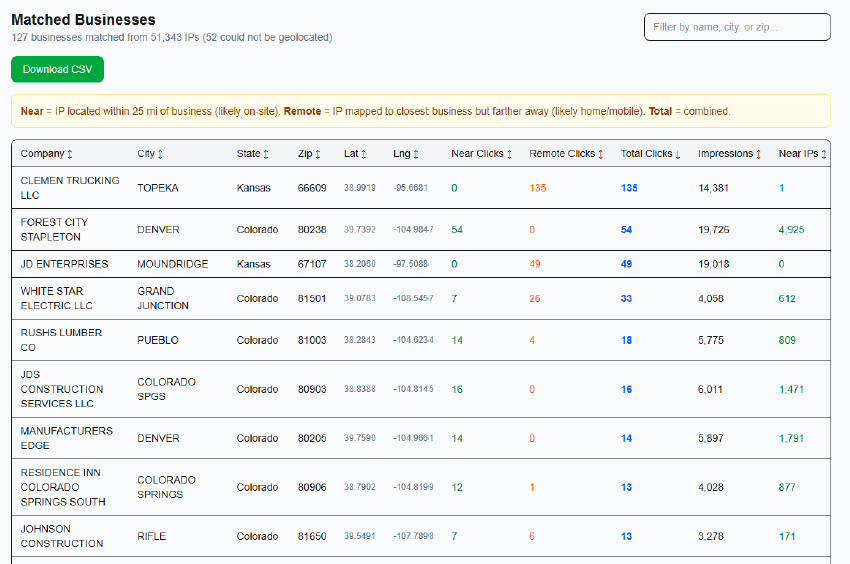 Matched Businesses
127 businesses matched from 51,343 IPs (52 could not be geolocated)
Filter by name, city, or zip...
Download CSV
Near = IP located within 25 mi of business (likely on-site). Remote = IP mapped to closest business but farther away (likely home/mobile). Total = combined.
Company ↕ City ↕ State ↕ Zip ↕ Lat ↕ Lng ↕ Near Clicks ↕ Remote Clicks ↕ Total Clicks ↓ Impressions ↕ Near IPs ↕
CLEMEN TRUCKING
LLC
TOPEKA Kansas 66609 38.9919 -95.6681 0 135 135 14,381 1
FOREST CITY
STAPLETON
DENVER Colorado 80238 39.7392 -104.9847 54 0 54 19,726 4,925
JD ENTERPRISES MOUNDRIDGE Kansas 67107 38.2060 -97.5088 0 49 49 19,018 0
WHITE STAR
ELECTRIC LLC
GRAND
JUNCTION
Colorado 81501 39.0783 -108.5457 7 26 33 4,058 612
RUSHS LUMBER
CO
PUEBLO Colorado 81003 38.2843 -104.6234 14 4 18 5,775 809
JDS
CONSTRUCTION
SERVICES LLC
COLORADO
SPGS
Colorado 80903 38.8388 -104.8145 16 0 16 6,011 1,471
MANUFACTURERS
EDGE
DENVER Colorado 80205 39.7590 -104.9661 14 0 14 5,897 1,791
RESIDENCE INN
COLORADO
SPRINGS SOUTH
COLORADO
SPRINGS
Colorado 80906 38.7902 -104.8199 12 1 13 4,028 877
JOHNSON
CONSTRUCTION
RIFLE Colorado 81650 39.5491 -107.7898 7 6 13 3,278 171